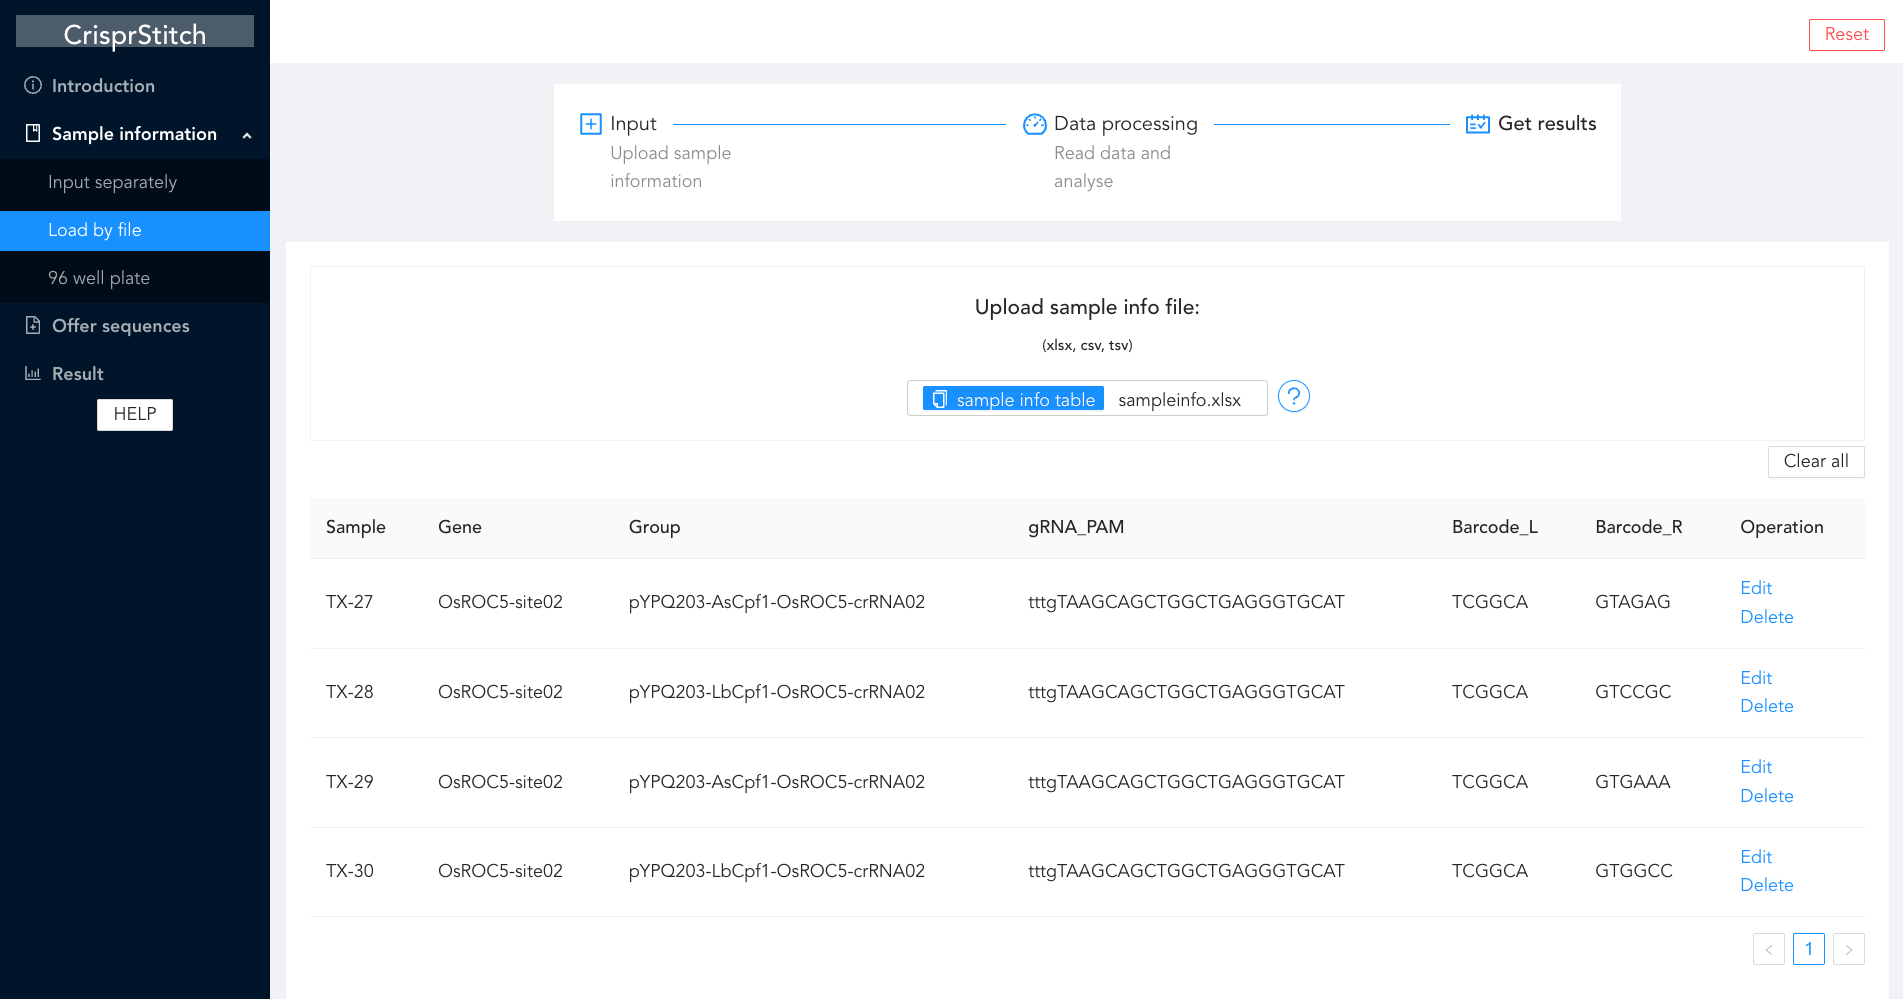 CrisprStitch
Introduction
Sample information
Input separately
Load by file
96 well plate
Offer sequences
Result
HELP
Reset
Input
Upload sample
information
Data processing
Read data and
analyse
Get results
Upload sample info file:
(xlsx, csv, tsv)
sample info table sampleinfo.xlsx ?
Clear all
Sample Gene Group gRNA_PAM Barcode_L Barcode_R Operation
TX-27 OsROC5-site02 pYPQ203-AsCpf1-OsROC5-crRNA02 tttgTAAGCAGCTGGCTGAGGGTGCAT TCGGCA GTAGAG Edit
Delete
TX-28 OsROC5-site02 pYPQ203-LbCpf1-OsROC5-crRNA02 tttgTAAGCAGCTGGCTGAGGGTGCAT TCGGCA GTCCGC Edit
Delete
TX-29 OsROC5-site02 pYPQ203-AsCpf1-OsROC5-crRNA02 tttgTAAGCAGCTGGCTGAGGGTGCAT TCGGCA GTGAAA Edit
Delete
TX-30 OsROC5-site02 pYPQ203-LbCpf1-OsROC5-crRNA02 tttgTAAGCAGCTGGCTGAGGGTGCAT TCGGCA GTGGCC Edit
Delete
< 1 >